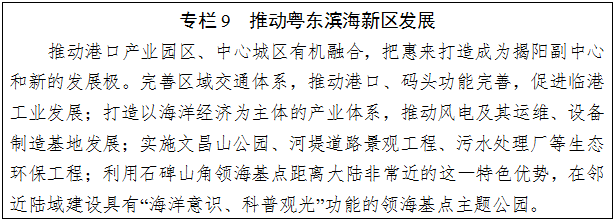 专栏 9　推动粤东滨海新区发展
推动港口产业园区、中心城区有机融合，把惠来打造成为揭阳副中心
和新的发展极。完善区域交通体系，推动港口、码头功能完善，促进临港
工业发展；打造以海洋经济为主体的产业体系，推动风电及其运维、设备
制造基地发展；实施文昌山公园、河堤道路景观工程、污水处理厂等生态
环保工程；利用石碑山角领海基点距离大陆非常近的这一特色优势，在邻
近陆域建设具有“海洋意识、科普观光”功能的领海基点主题公园。